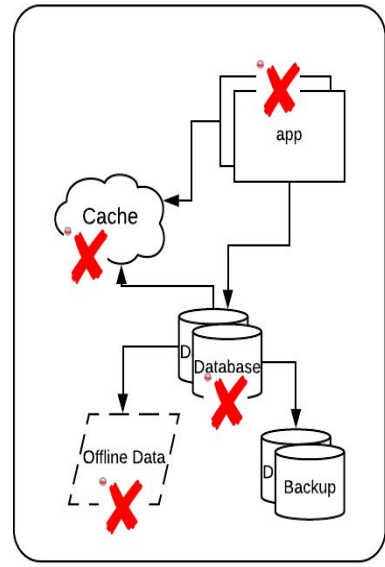 app
Cache
D
Database
Offline Data
D
Backup